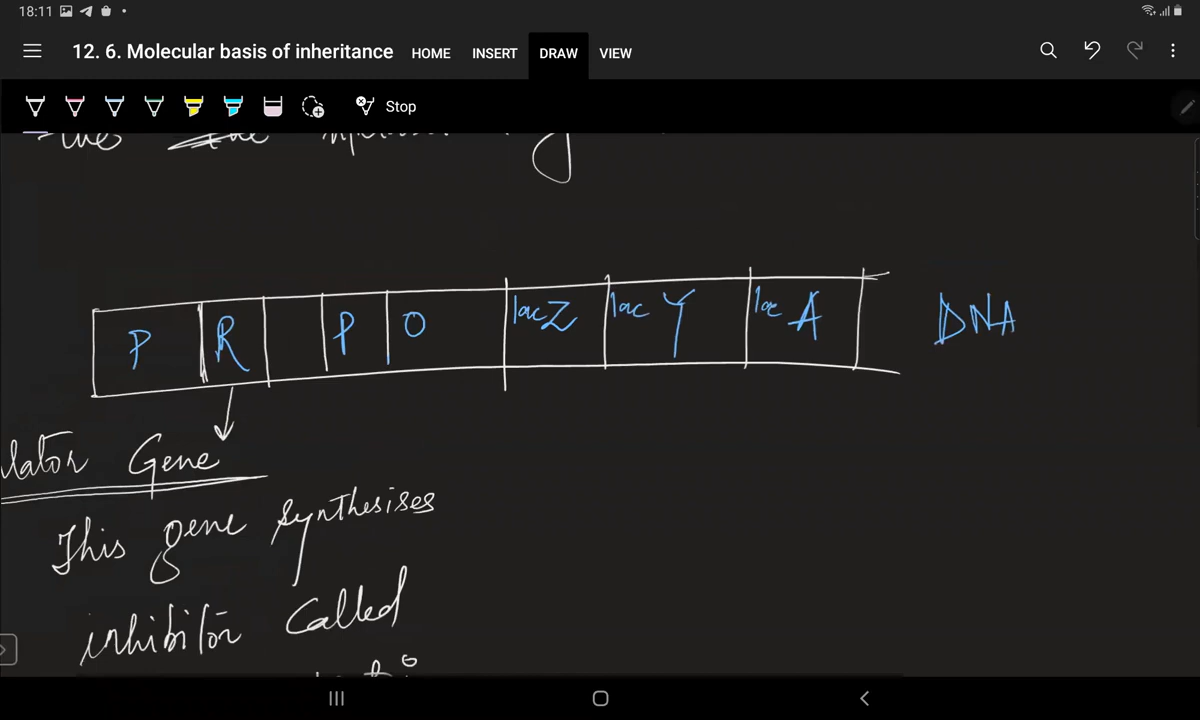 18:11
12. 6. Molecular basis of inheritance HOME INSERT DRAW VIEW
Stop
P R P O lacZ lac Y lac A DNA
lator Gene
This gene synthesises
inhibitor called